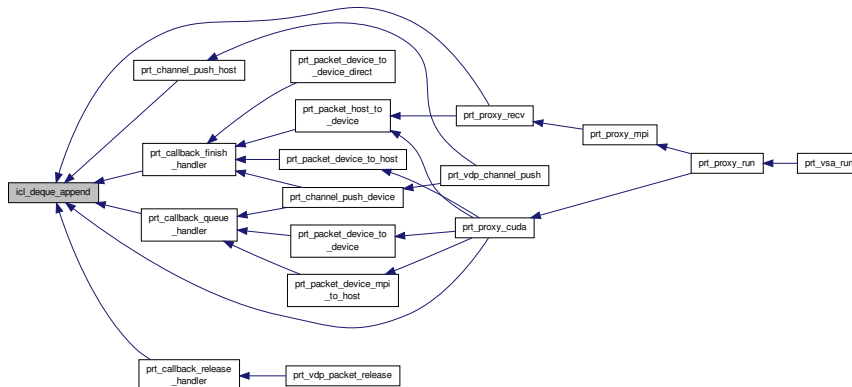 prt_packet_device_to
_device_direct
prt_channel_push_host
prt_packet_host_to
_device
prt_proxy_recv
prt_proxy_mpi
prt_callback_finish
_handler
prt_packet_device_to_host
prt_proxy_run
prt_vsa_run
prt_vdp_channel_push
icl_deque_append
prt_channel_push_device
prt_callback_queue
_handler
prt_proxy_cuda
prt_packet_device_to
_device
prt_packet_device_mpi
_to_host
prt_callback_release
_handler
prt_vdp_packet_release